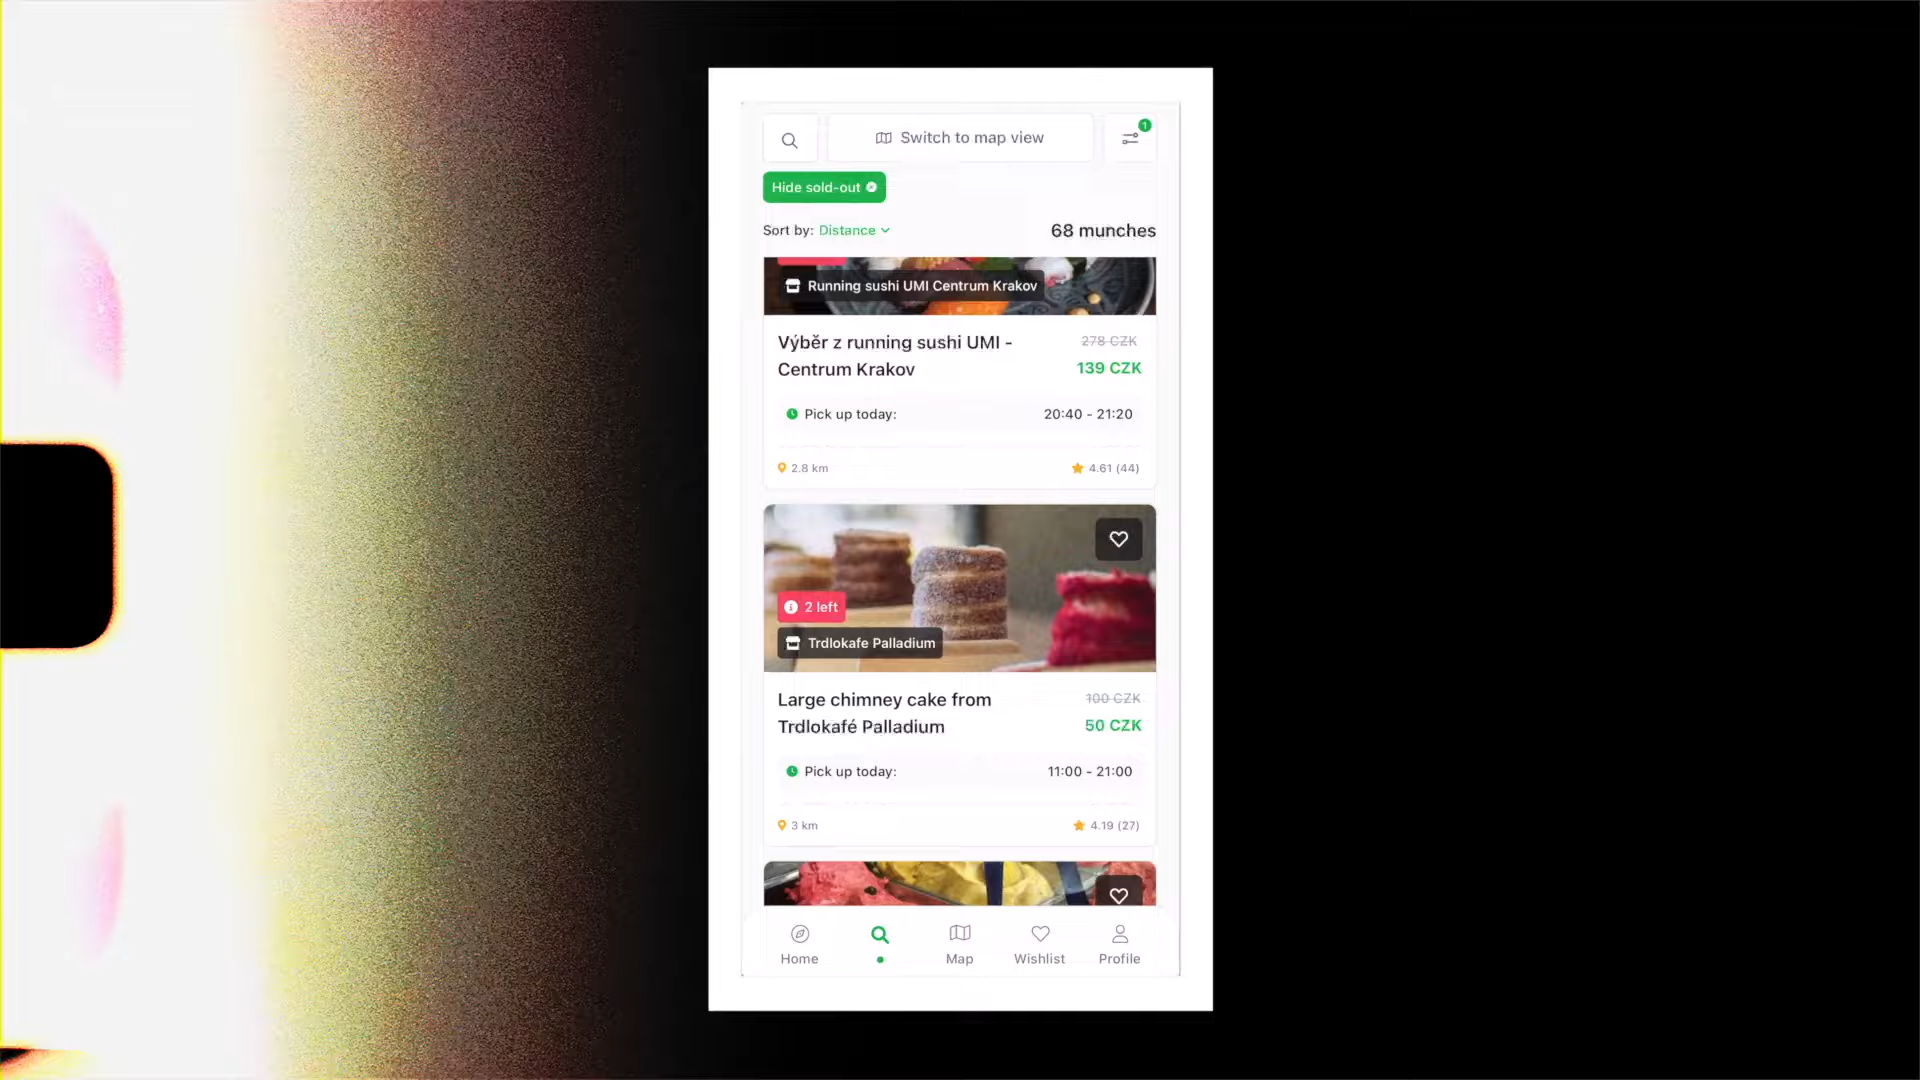 Switch to map view
1
Hide sold-out
Sort by: Distance
68 munches
Running sushi UMI Centrum Krakov
Výběr z running sushi UMI -
Centrum Krakov
278 CZK
139 CZK
Pick up today:
20:40 - 21:20
2.8 km
4.61 (44)
2 left
Trdlokafe Palladium
Large chimney cake from
Trdlokafé Palladium
100 CZK
50 CZK
Pick up today:
11:00 - 21:00
3 km
4.19 (27)
Home
Map
Wishlist
Profile